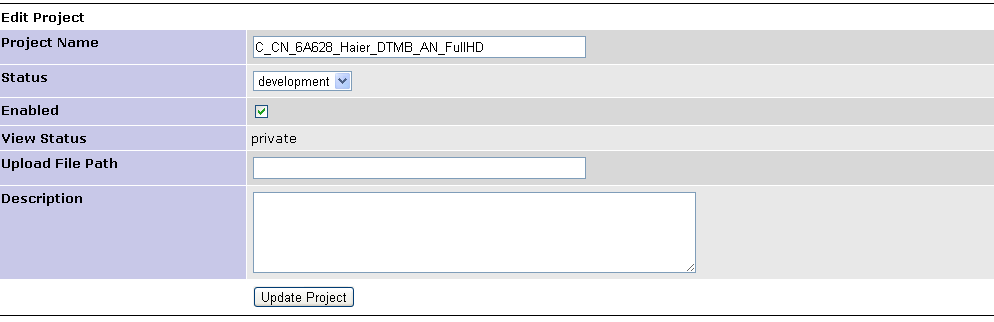 Edit Project
Project Name C_CN_6A628_Haier_DTMB_AN_FullHD
Status development
Enabled
View Status private
Upload File Path
Description
Update Project